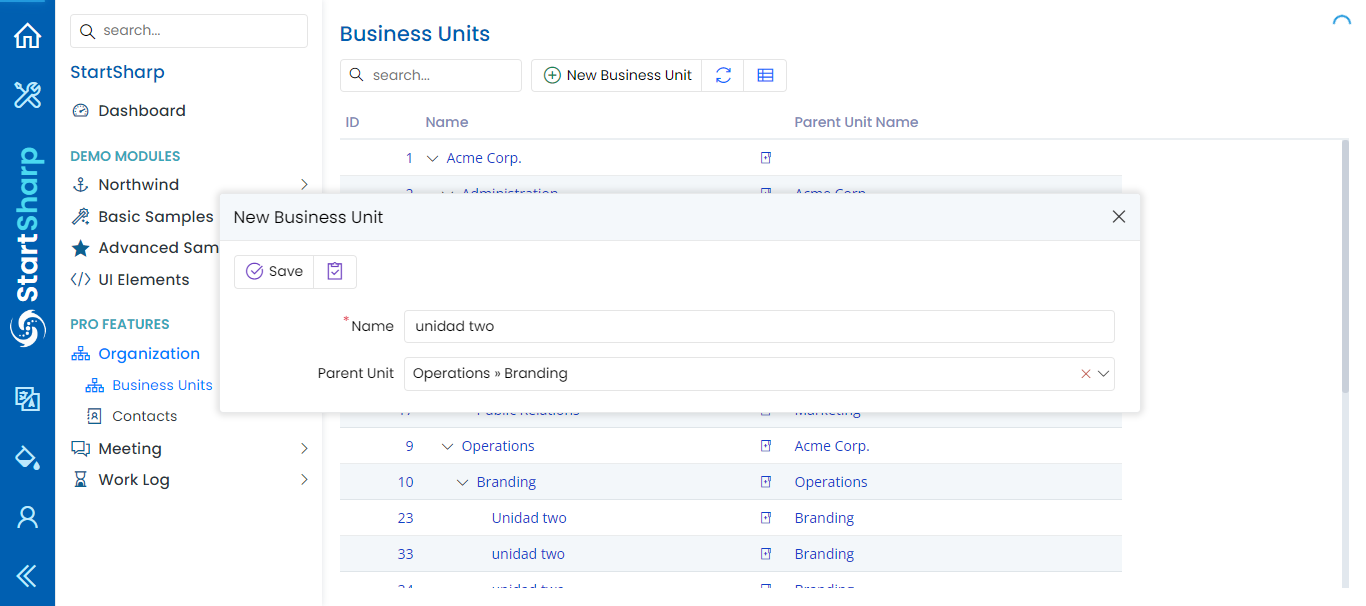 search...
StartSharp
Dashboard
DEMO MODULES
Northwind
Basic Samples
Advanced Sam
UI Elements
PRO FEATURES
Organization
Business Units
Contacts
Meeting
Work Log
StartSharp
Business Units
search...
New Business Unit
ID Name Parent Unit Name
1 Acme Corp.
2 Administration Acme Corp.
New Business Unit
Save
*Name unidad two
Parent Unit Operations » Branding
17 Public Relations Marketing
9 Operations Acme Corp.
10 Branding Operations
23 Unidad two Branding
33 unidad two Branding
34 unidad two Branding